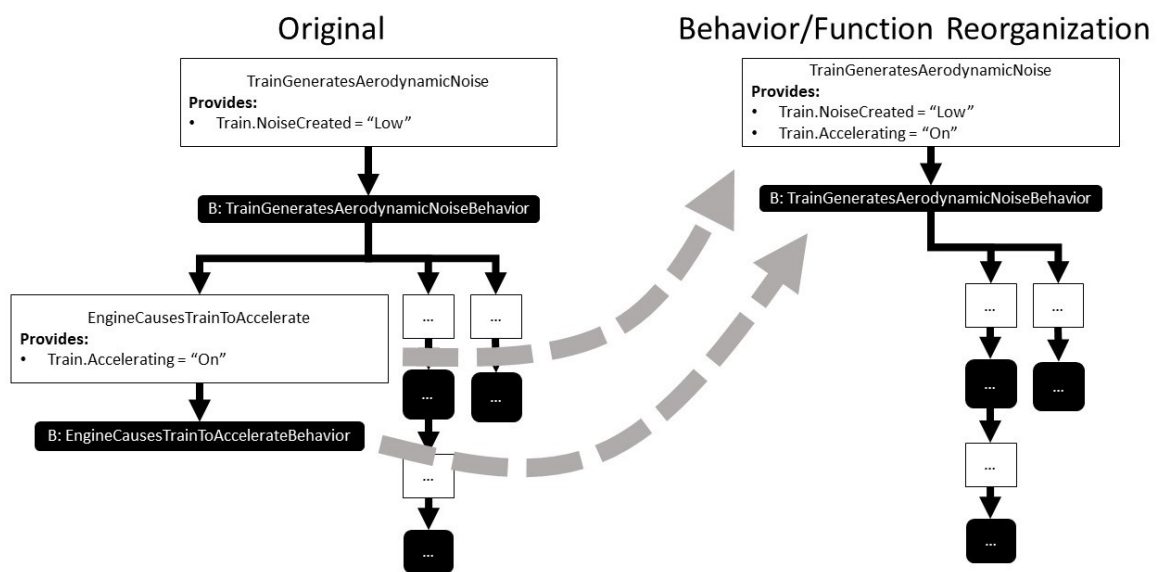 Original
TrainGeneratesAerodynamicNoise
Provides:
• Train.NoiseCreated = “Low”
B: TrainGeneratesAerodynamicNoiseBehavior
EngineCausesTrainToAccelerate
Provides:
• Train.Accelerating = “On”
B: EngineCausesTrainToAccelerateBehavior
...
...
...
...
...
...
Behavior/Function Reorganization
TrainGeneratesAerodynamicNoise
Provides:
• Train.NoiseCreated = “Low”
• Train.Accelerating = “On”
B: TrainGeneratesAerodynamicNoiseBehavior
...
...
...
...
...
...